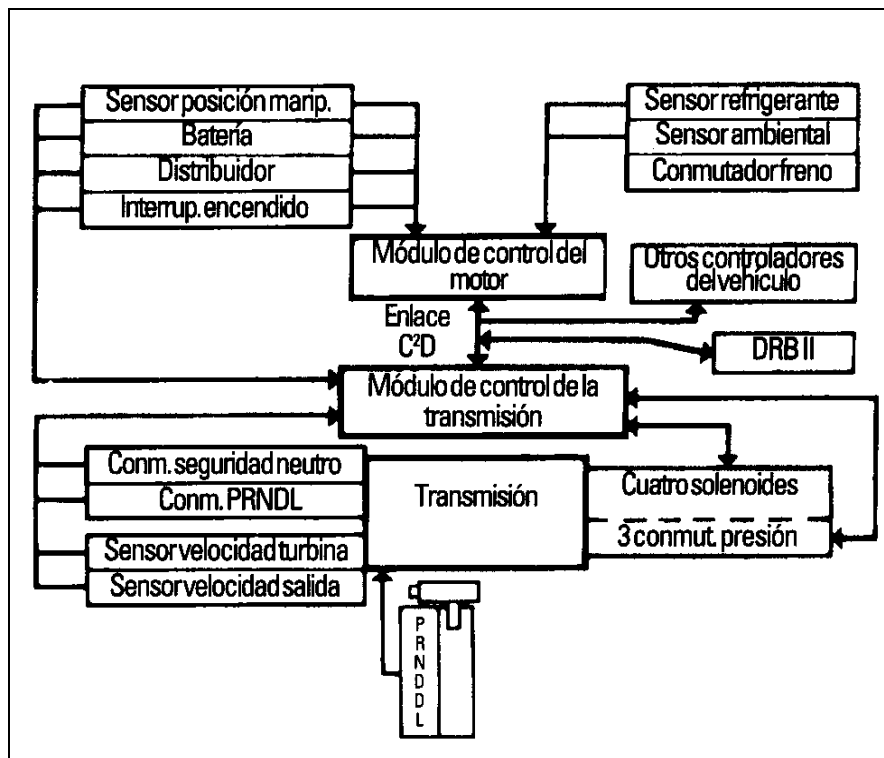 Sensor posición marip.
Batería
Distribuidor
Interrup. encendido
Sensor refrigerante
Sensor ambiental
Conmutador freno
Módulo de control del
motor
Otros controladores
del vehículo
Enlace
C²D
DRB II
Módulo de control de la
transmisión
Conm. seguridad neutro
Conm. PRNDL
Sensor velocidad turbina
Sensor velocidad salida
Transmisión
Cuatro solenoides
3 conmut. presión
P
R
N
D
D
L